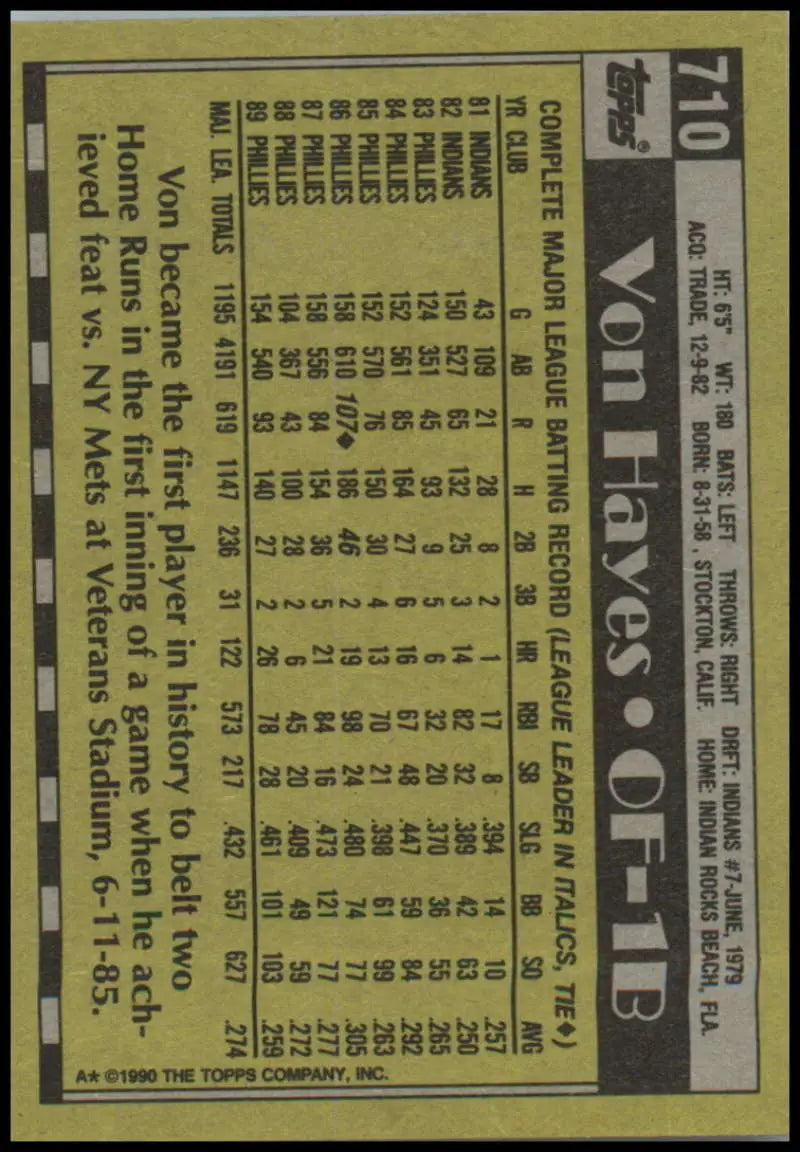 710
HT: 6'5" WT: 180 BATS: LEFT THROWS: RIGHT DRFT: INDIANS #7-JUNE, 1979
ACQ: TRADE, 12-9-82 BORN: 8-31-58, STOCKTON, CALIF. HOME: INDIAN ROCKS BEACH, FLA.
topps®
Von Hayes • OF-1B
COMPLETE MAJOR LEAGUE BATTING RECORD (LEAGUE LEADER IN ITALICS, TIE♦)
YR CLUB G AB R H 2B 3B HR RBI SB SLG BB SO AVG
81 INDIANS 43 109 21 28 8 2 1 17 8 .394 14 10 .257
82 INDIANS 150 527 65 132 25 3 14 82 32 .389 42 63 .250
83 PHILLIES 124 351 45 93 9 5 6 32 20 .370 36 55 .265
84 PHILLIES 152 561 85 164 27 6 16 67 48 .447 59 84 .292
85 PHILLIES 152 570 76 150 30 4 13 70 21 .398 61 99 .263
86 PHILLIES 158 610 107♦ 186 46 2 19 98 24 .480 74 77 .305
87 PHILLIES 158 556 84 154 36 5 21 84 16 .473 121 77 .277
88 PHILLIES 104 367 43 100 28 2 6 45 20 .409 49 59 .272
89 PHILLIES 154 540 93 140 27 2 26 78 28 .461 101 103 .259
MAJ. LEA. TOTALS 1195 4191 619 1147 236 31 122 573 217 .432 557 627 .274
Von became the first player in history to belt two
Home Runs in the first inning of a game when he ach-
ieved feat vs. NY Mets at Veterans Stadium, 6-11-85.
A* ©1990 THE TOPPS COMPANY, INC.